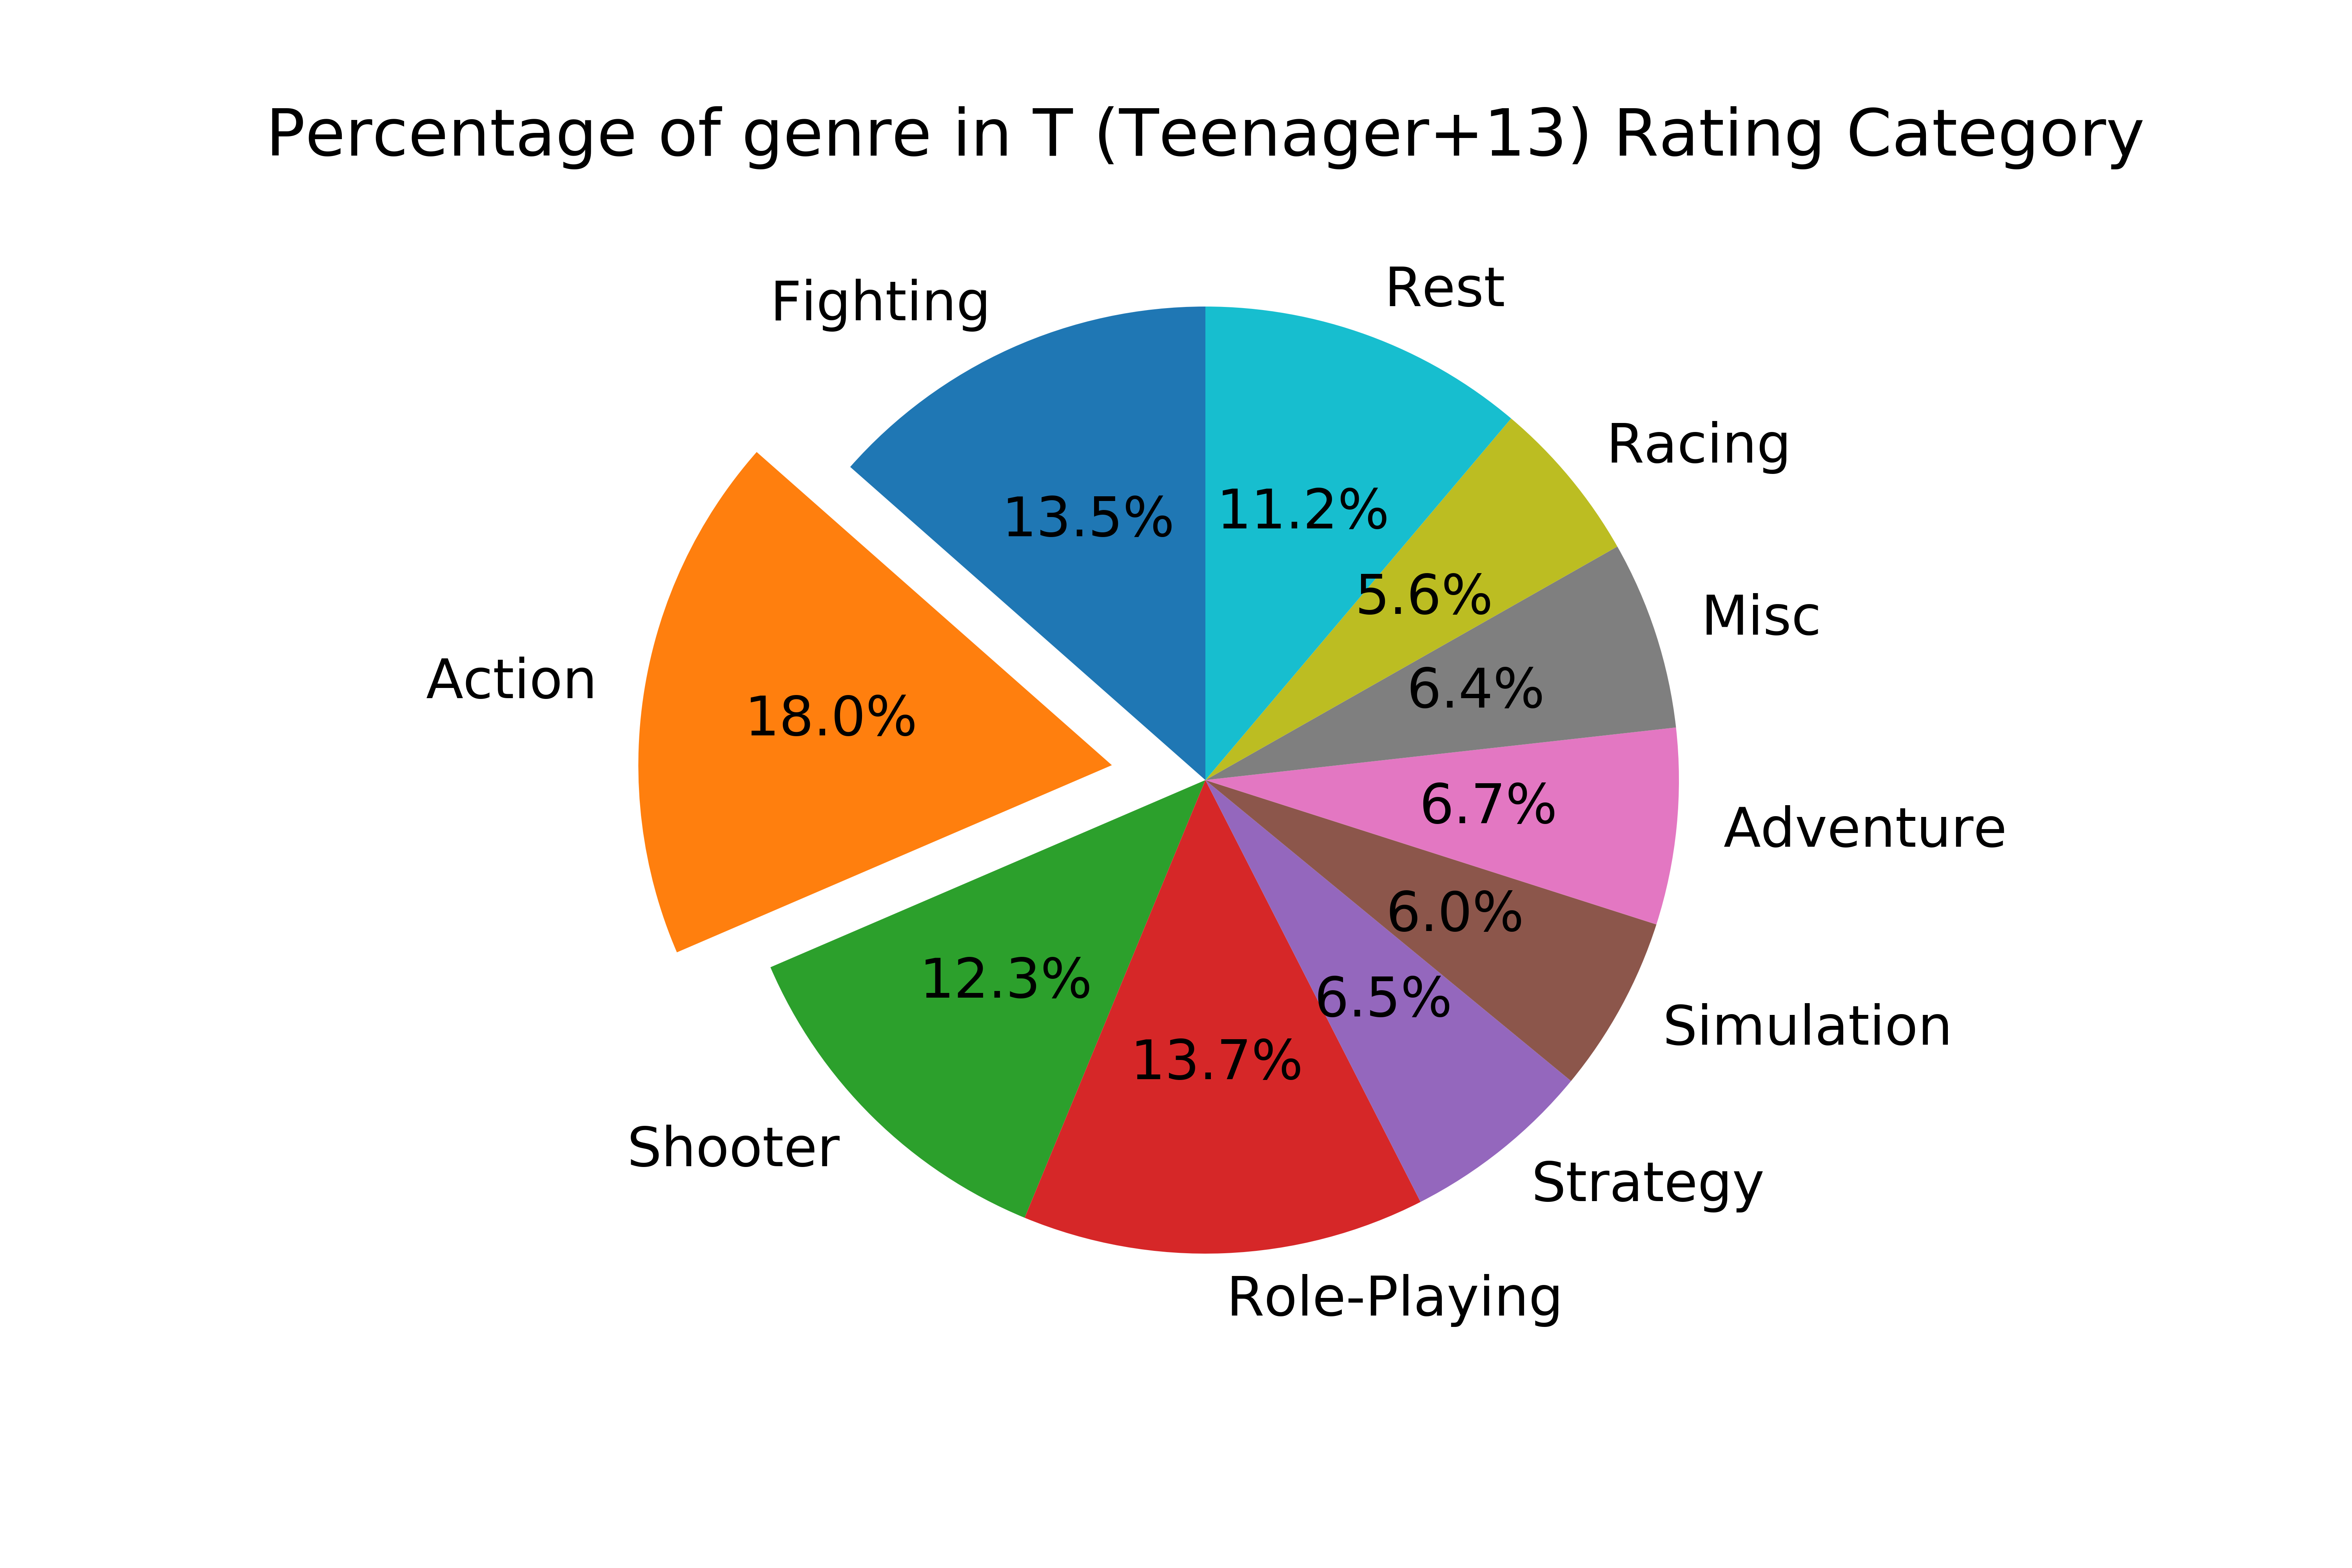 Percentage of genre in T (Teenager+13) Rating Category
Fighting
Rest
Racing
13.5%
11.2%
5.6%
Misc
Action
18.0%
6.4%
6.7%
Adventure
6.0%
12.3%
6.5%
Simulation
13.7%
Shooter
Strategy
Role-Playing